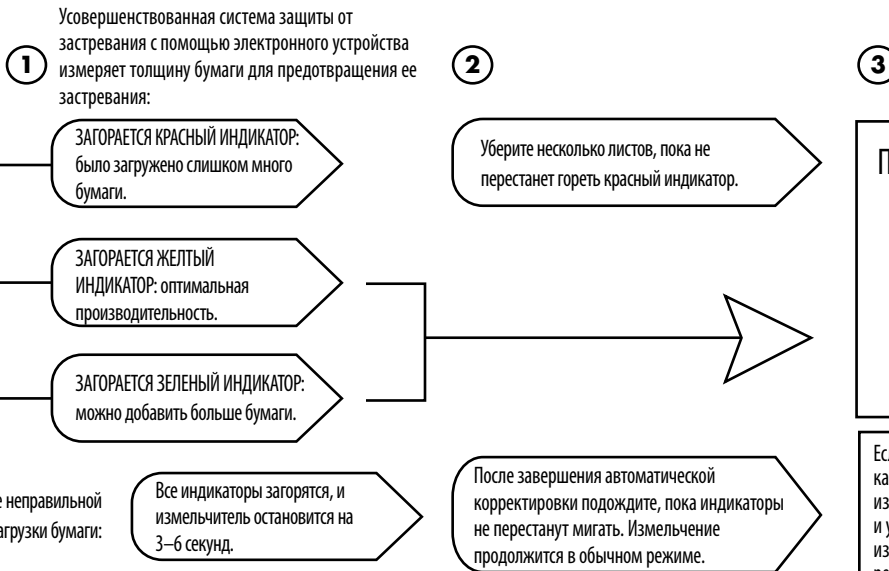 Усовершенствованная система защиты от
застревания с помощью электронного устройства
измеряет толщину бумаги для предотвращения ее
застревания:
1
2
3
ЗАГОРАЕТСЯ КРАСНЫЙ ИНДИКАТОР:
было загружено слишком много
бумаги.
Уберите несколько листов, пока не
перестанет гореть красный индикатор.
ЗАГОРАЕТСЯ ЖЕЛТЫЙ
ИНДИКАТОР: оптимальная
производительность.
ЗАГОРАЕТСЯ ЗЕЛЕНЫЙ ИНДИКАТОР:
можно добавить больше бумаги.
неправильной
бумаги:
Все индикаторы загорятся, и
измельчитель остановится на
3–6 секунд.
После завершения автоматической
корректировки подождите, пока индикаторы
не перестанут мигать. Измельчение
продолжится в обычном режиме.